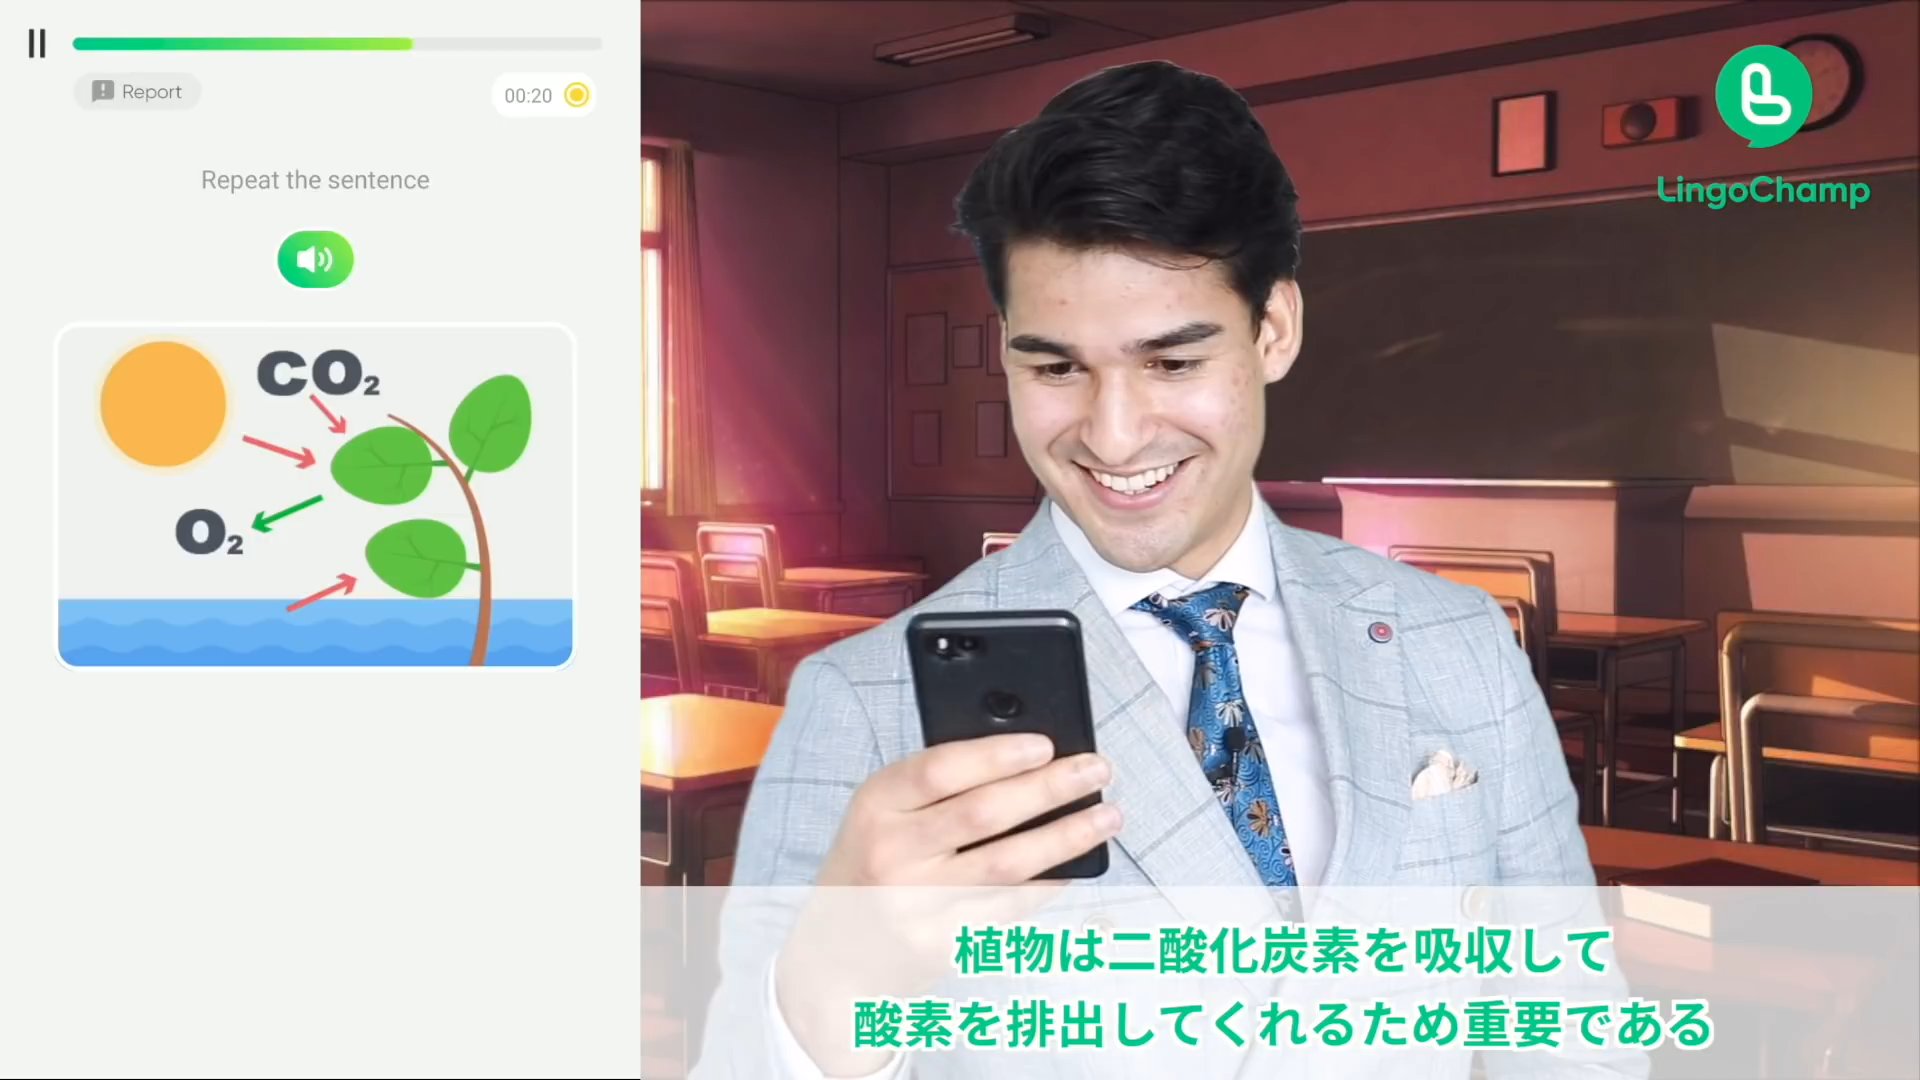 Report
00:20
Repeat the sentence
CO₂
O₂
LingoChamp
植物は二酸化炭素を吸収して
酸素を排出してくれるため重要である